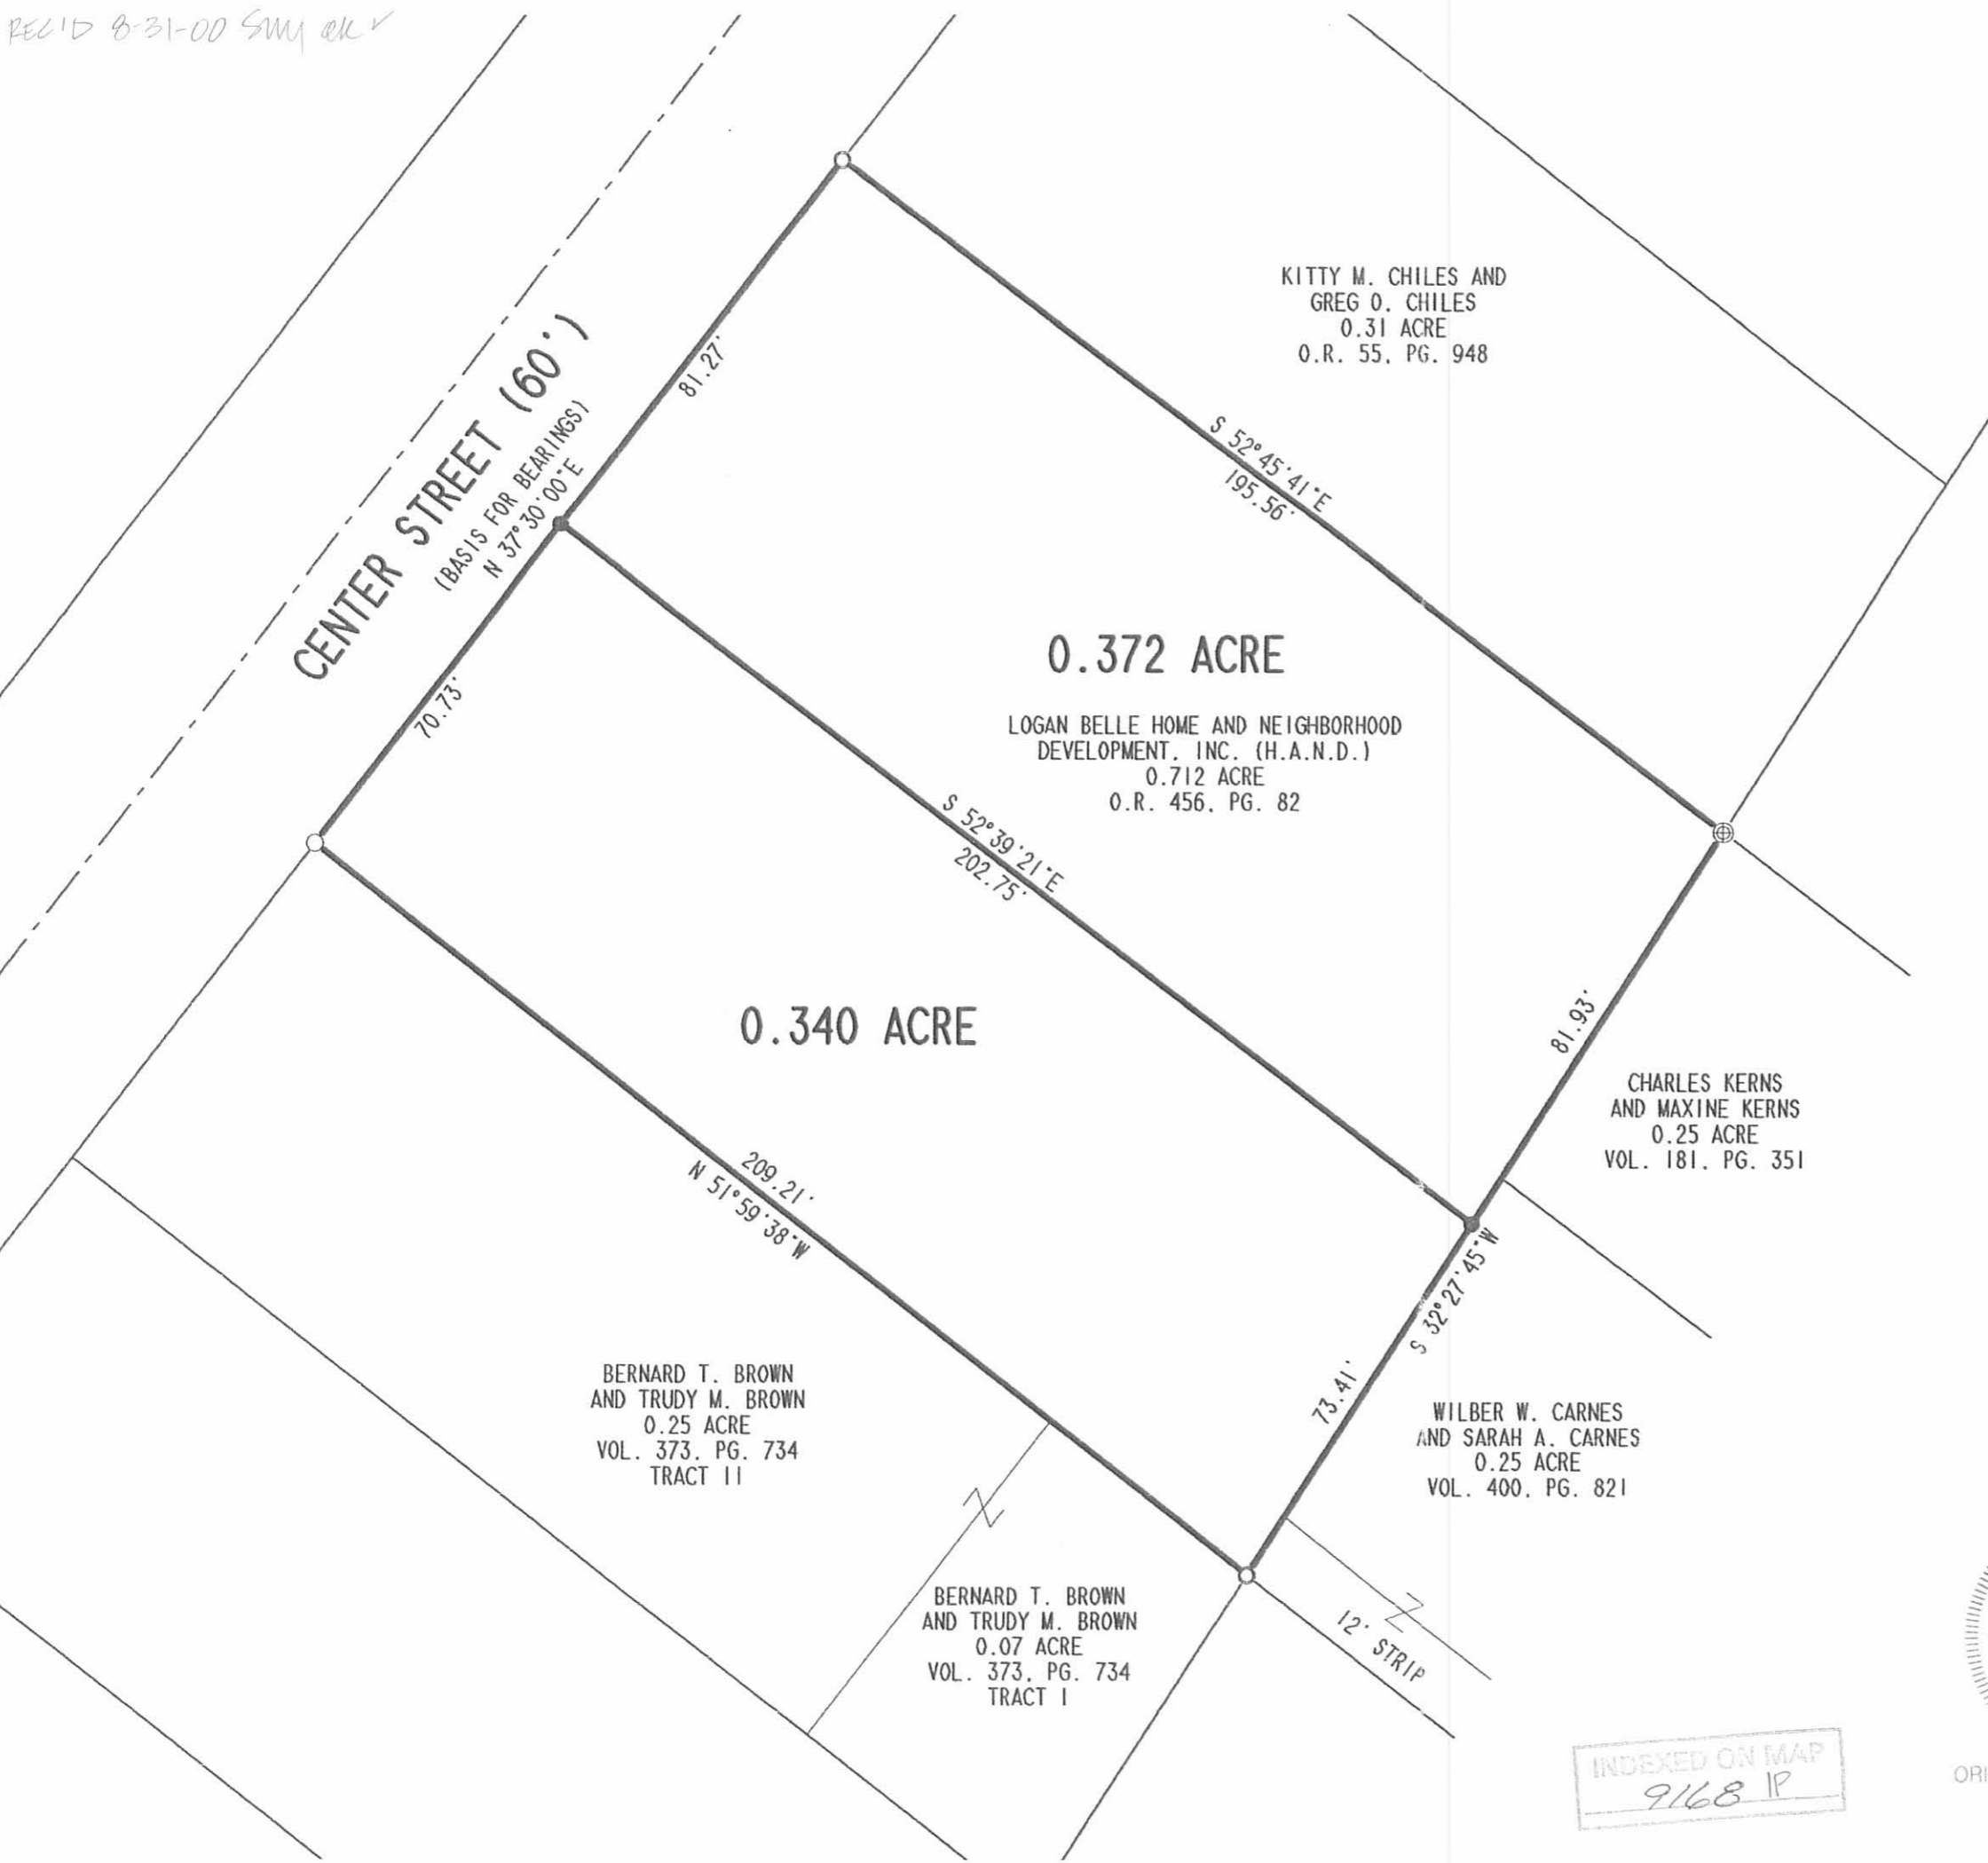 REC'D 8-31-00
KITTY M. CHILES AND
GREG O. CHILES
0.31 ACRE
O.R. 55, PG. 948
81.27'
CENTER STREET (60')
(BASIS FOR BEARINGS)
N 37°30'00"E
S 52°45'41"E
195.56'
0.372 ACRE
LOGAN BELLE HOME AND NEIGHBORHOOD
DEVELOPMENT, INC. (H.A.N.D.)
0.712 ACRE
O.R. 456, PG. 82
70.73'
S 52°39'21"E
202.75'
0.340 ACRE
81.93'
CHARLES KERNS
AND MAXINE KERNS
0.25 ACRE
VOL. 181, PG. 351
209.21'
N 51°59'38"W
S 32°27'45"W
73.41'
BERNARD T. BROWN
AND TRUDY M. BROWN
0.25 ACRE
VOL. 373, PG. 734
TRACT II
WILBER W. CARNES
AND SARAH A. CARNES
0.25 ACRE
VOL. 400, PG. 821
BERNARD T. BROWN
AND TRUDY M. BROWN
0.07 ACRE
VOL. 373, PG. 734
TRACT I
12' STRIP
INDEXED ON MAP
9168 IP
ORI